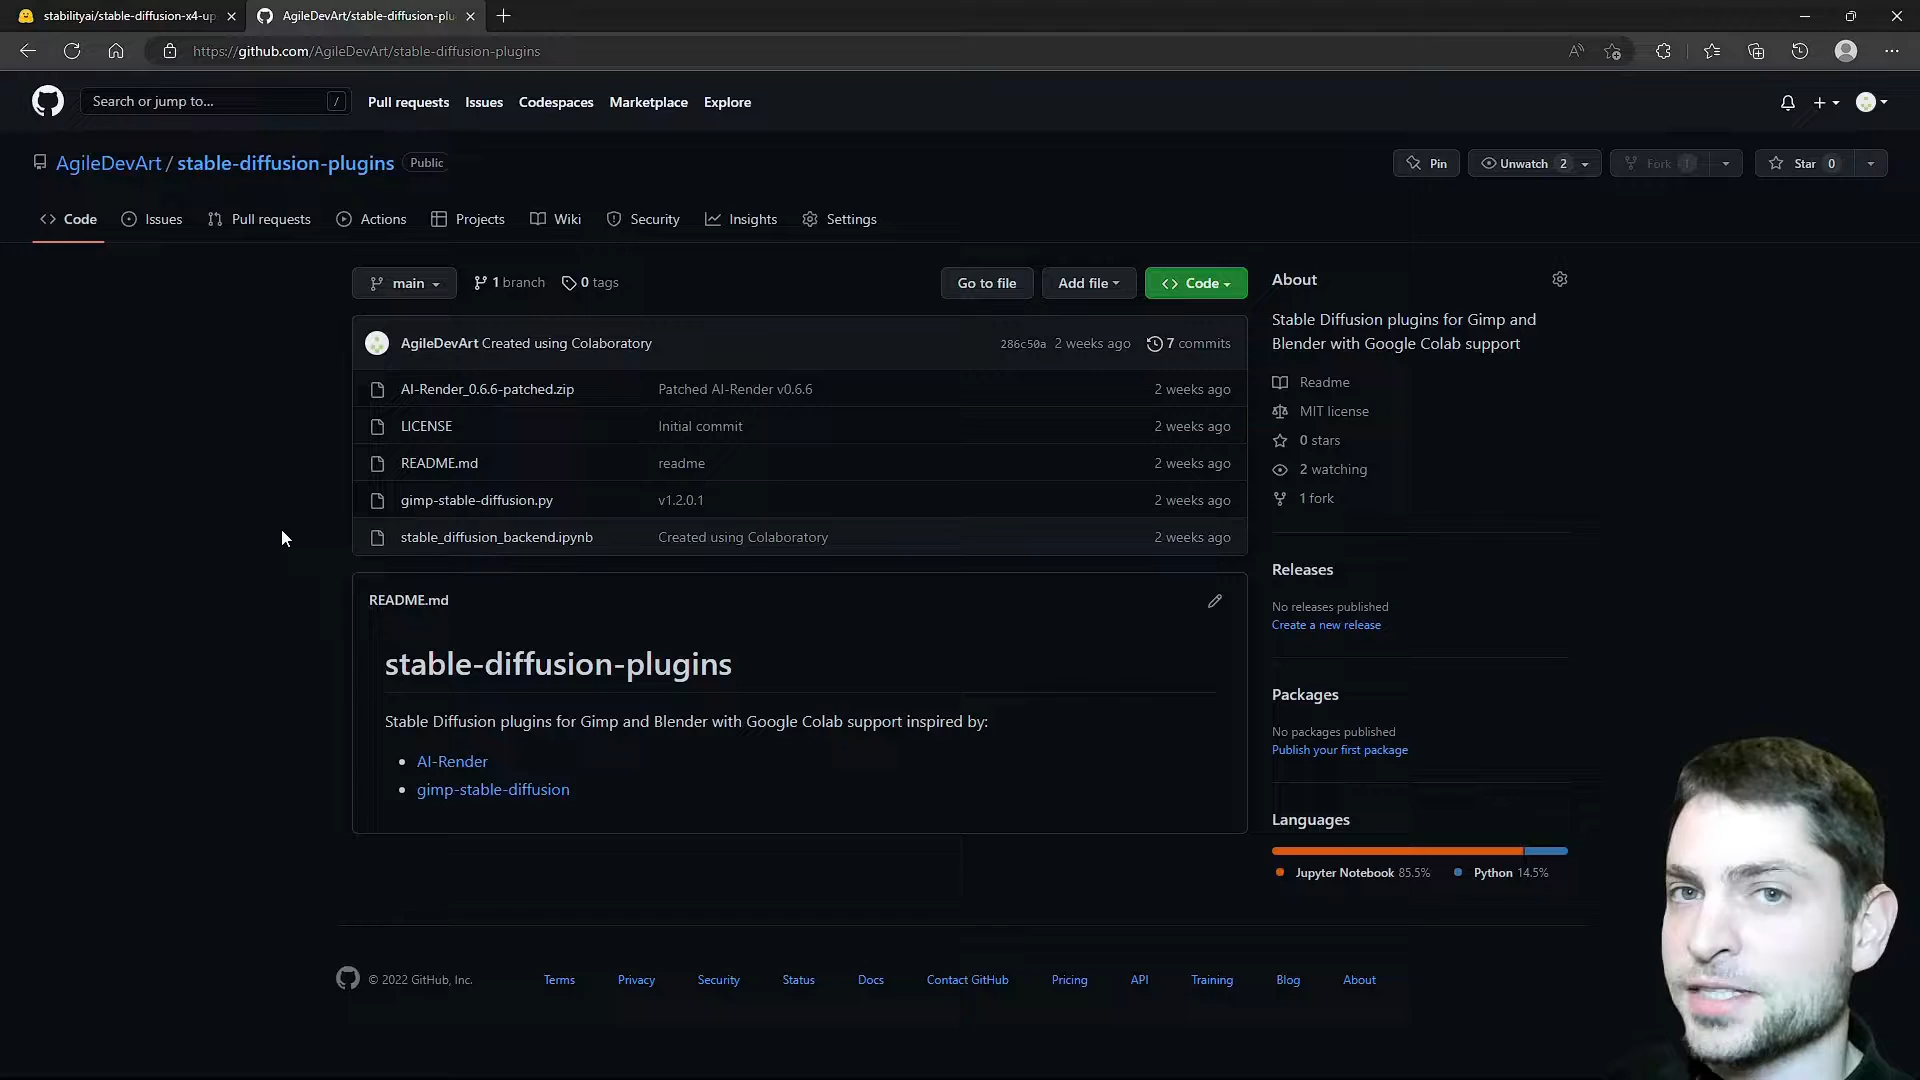 stabilityai/stable-diffusion-x4-up
AgileDevArt/stable-diffusion-plu
https://github.com/AgileDevArt/stable-diffusion-plugins
Search or jump to...
/
Pull requests
Issues
Codespaces
Marketplace
Explore
AgileDevArt / stable-diffusion-plugins
Public
Pin
Unwatch 2
Fork 1
Star 0
Code
Issues
Pull requests
Actions
Projects
Wiki
Security
Insights
Settings
main
1 branch
0 tags
Go to file
Add file
Code
AgileDevArt Created using Colaboratory
286c50a 2 weeks ago
7 commits
AI-Render_0.6.6-patched.zip
Patched AI-Render v0.6.6
2 weeks ago
LICENSE
Initial commit
2 weeks ago
README.md
readme
2 weeks ago
gimp-stable-diffusion.py
v1.2.0.1
2 weeks ago
stable_diffusion_backend.ipynb
Created using Colaboratory
2 weeks ago
README.md
stable-diffusion-plugins
Stable Diffusion plugins for Gimp and Blender with Google Colab support inspired by:
AI-Render
gimp-stable-diffusion
About
Stable Diffusion plugins for Gimp and
Blender with Google Colab support
Readme
MIT license
0 stars
2 watching
1 fork
Releases
No releases published
Create a new release
Packages
No packages published
Publish your first package
Languages
Jupyter Notebook 85.5%
Python 14.5%
© 2022 GitHub, Inc.
Terms
Privacy
Security
Status
Docs
Contact GitHub
Pricing
API
Training
Blog
About